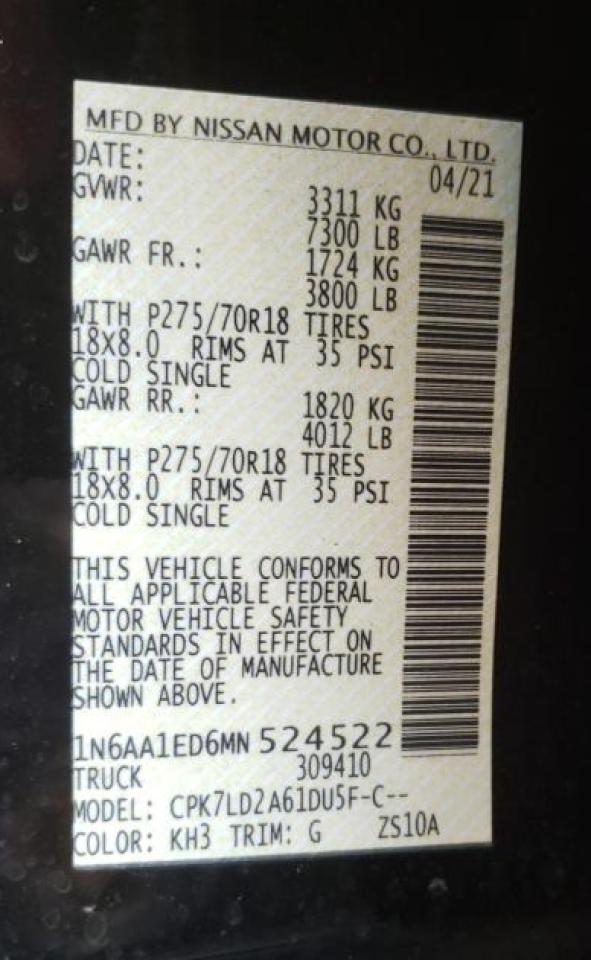 MFD BY NISSAN MOTOR CO., LTD.
DATE: 04/21
GVWR: 3311 KG
7300 LB
GAWR FR.: 1724 KG
3800 LB
WITH P275/70R18 TIRES
18X8.0 RIMS AT 35 PSI
COLD SINGLE
GAWR RR.: 1820 KG
4012 LB
WITH P275/70R18 TIRES
18X8.0 RIMS AT 35 PSI
COLD SINGLE
THIS VEHICLE CONFORMS TO
ALL APPLICABLE FEDERAL
MOTOR VEHICLE SAFETY
STANDARDS IN EFFECT ON
THE DATE OF MANUFACTURE
SHOWN ABOVE.
1N6AA1ED6MN 524522
TRUCK 309410
MODEL: CPK7LD2A61DU5F-C--
COLOR: KH3 TRIM: G ZS10A